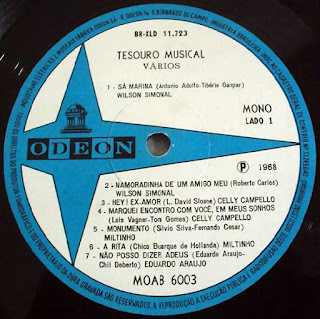 BR-XLD 11.723
TESOURO MUSICAL
VÁRIOS
1 - SÁ MARINA (Antonio Adolfo-Tibério Gaspar)
WILSON SIMONAL
MONO
LADO 1
ODEON
P 1968
2 - NAMORADINHA DE UM AMIGO MEU (Roberto Carlos)
WILSON SIMONAL
3 - HEY! EX-AMOR (L. David Sloane) CELLY CAMPELLO
4 - MARQUEI ENCONTRO COM VOCÊ, EM MEUS SONHOS
(Luis Vagner-Tom Gomes) CELLY CAMPELLO
5 - MONUMENTO (Silvio Silva-Fernando Cesar)
MILTINHO
6 - A RITA (Chico Buarque de Hollanda) MILTINHO
7 - NÃO POSSO DIZER ADEUS (Eduardo Araujo-
Chil Deberto) EDUARDO ARAUJO
MOAB 6003